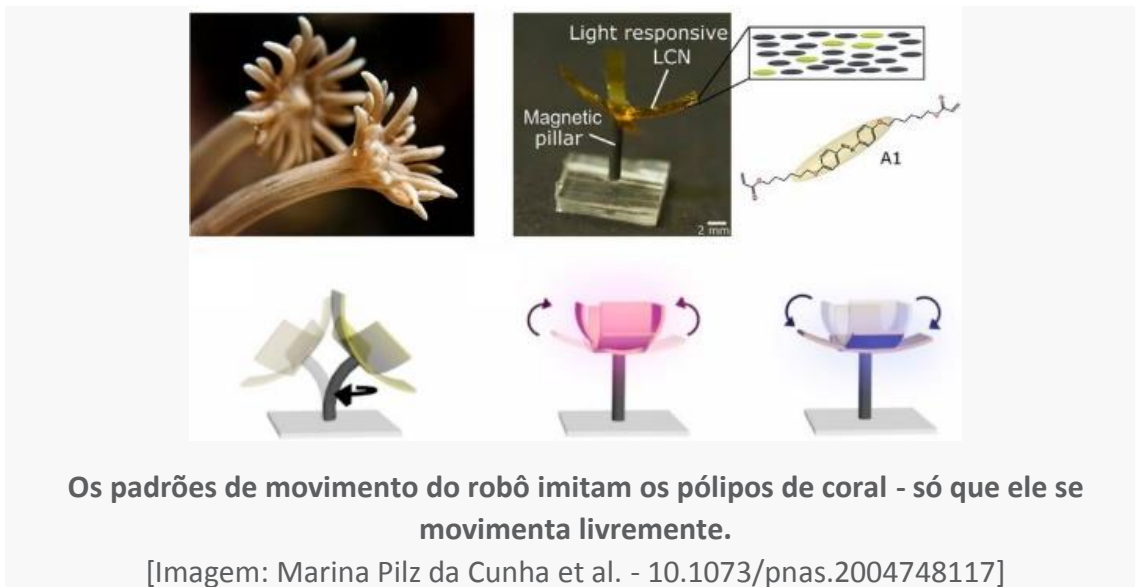 Light responsive
LCN
Magnetic
pillar
2 mm
A1
Os padrões de movimento do robô imitam os pólipos de coral - só que ele se
movimenta livremente.
[Imagem: Marina Pilz da Cunha et al. - 10.1073/pnas.2004748117]